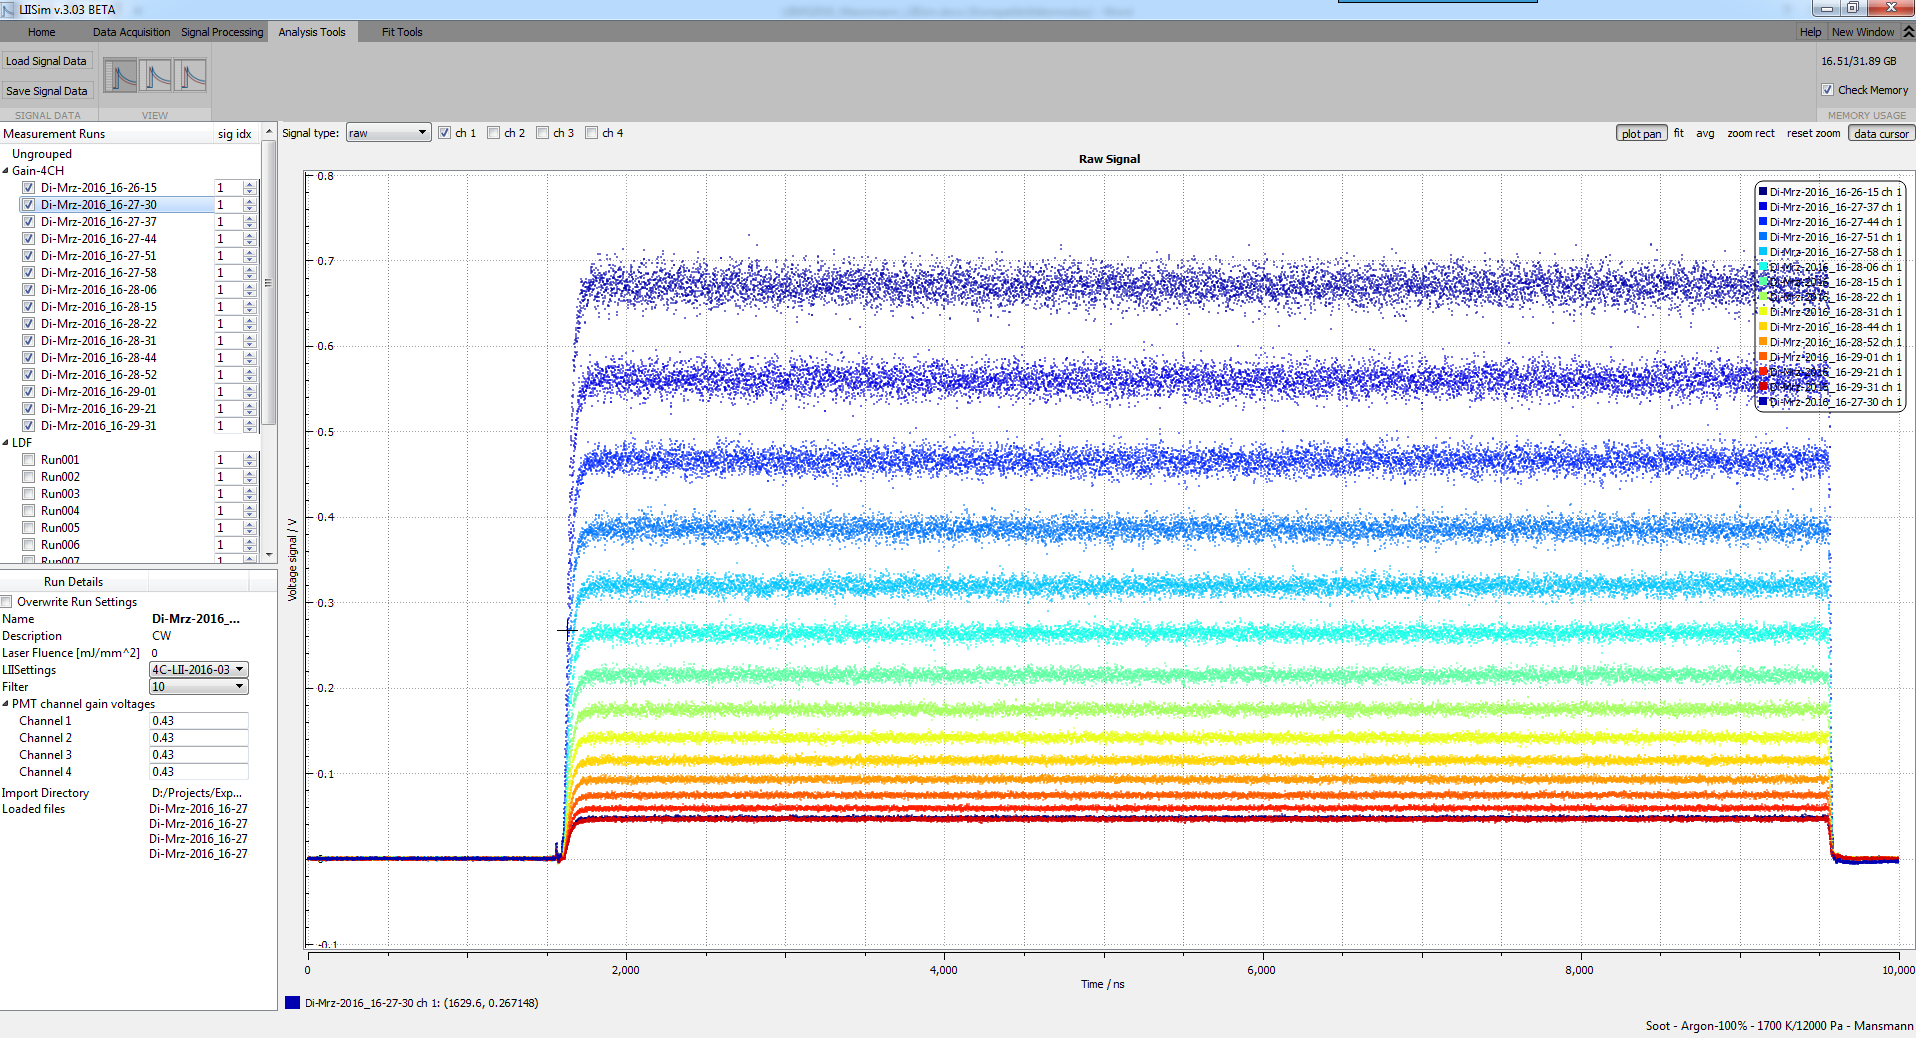 LIISim v.3.03 BETA
Home Data Acquisition Signal Processing Analysis Tools Fit Tools Help New Window
Load Signal Data
Save Signal Data
SIGNAL DATA VIEW
16.51/31.89 GB
Check Memory
MEMORY USAGE
Measurement Runs sig idx
Ungrouped
Gain-4CH
Di-Mrz-2016_16-26-15 1
Di-Mrz-2016_16-27-30 1
Di-Mrz-2016_16-27-37 1
Di-Mrz-2016_16-27-44 1
Di-Mrz-2016_16-27-51 1
Di-Mrz-2016_16-27-58 1
Di-Mrz-2016_16-28-06 1
Di-Mrz-2016_16-28-15 1
Di-Mrz-2016_16-28-22 1
Di-Mrz-2016_16-28-31 1
Di-Mrz-2016_16-28-44 1
Di-Mrz-2016_16-28-52 1
Di-Mrz-2016_16-29-01 1
Di-Mrz-2016_16-29-21 1
Di-Mrz-2016_16-29-31 1
LDF
Run001 1
Run002 1
Run003 1
Run004 1
Run005 1
Run006 1
Run007 1
Run Details
Overwrite Run Settings
Name Di-Mrz-2016_...
Description CW
Laser Fluence [mJ/mm^2] 0
LIISettings 4C-LII-2016-03
Filter 10
PMT channel gain voltages
Channel 1 0.43
Channel 2 0.43
Channel 3 0.43
Channel 4 0.43
Import Directory D:/Projects/Exp...
Loaded files Di-Mrz-2016_16-27
Di-Mrz-2016_16-27
Di-Mrz-2016_16-27
Di-Mrz-2016_16-27
Signal type: raw ch 1 ch 2 ch 3 ch 4
plot pan fit avg zoom rect reset zoom data cursor
Raw Signal
0.8
0.7
0.6
0.5
0.4
0.3
0.2
0.1
-0.1
Voltage signal / V
Di-Mrz-2016_16-26-15 ch 1
Di-Mrz-2016_16-27-37 ch 1
Di-Mrz-2016_16-27-44 ch 1
Di-Mrz-2016_16-27-51 ch 1
Di-Mrz-2016_16-27-58 ch 1
Di-Mrz-2016_16-28-06 ch 1
Di-Mrz-2016_16-28-15 ch 1
Di-Mrz-2016_16-28-22 ch 1
Di-Mrz-2016_16-28-31 ch 1
Di-Mrz-2016_16-28-44 ch 1
Di-Mrz-2016_16-28-52 ch 1
Di-Mrz-2016_16-29-01 ch 1
Di-Mrz-2016_16-29-21 ch 1
Di-Mrz-2016_16-29-31 ch 1
Di-Mrz-2016_16-27-30 ch 1
0 2,000 4,000 6,000 8,000 10,000
Time / ns
Di-Mrz-2016_16-27-30 ch 1: (1629.6, 0.267148)
Soot - Argon-100% - 1700 K/12000 Pa - Mansmann